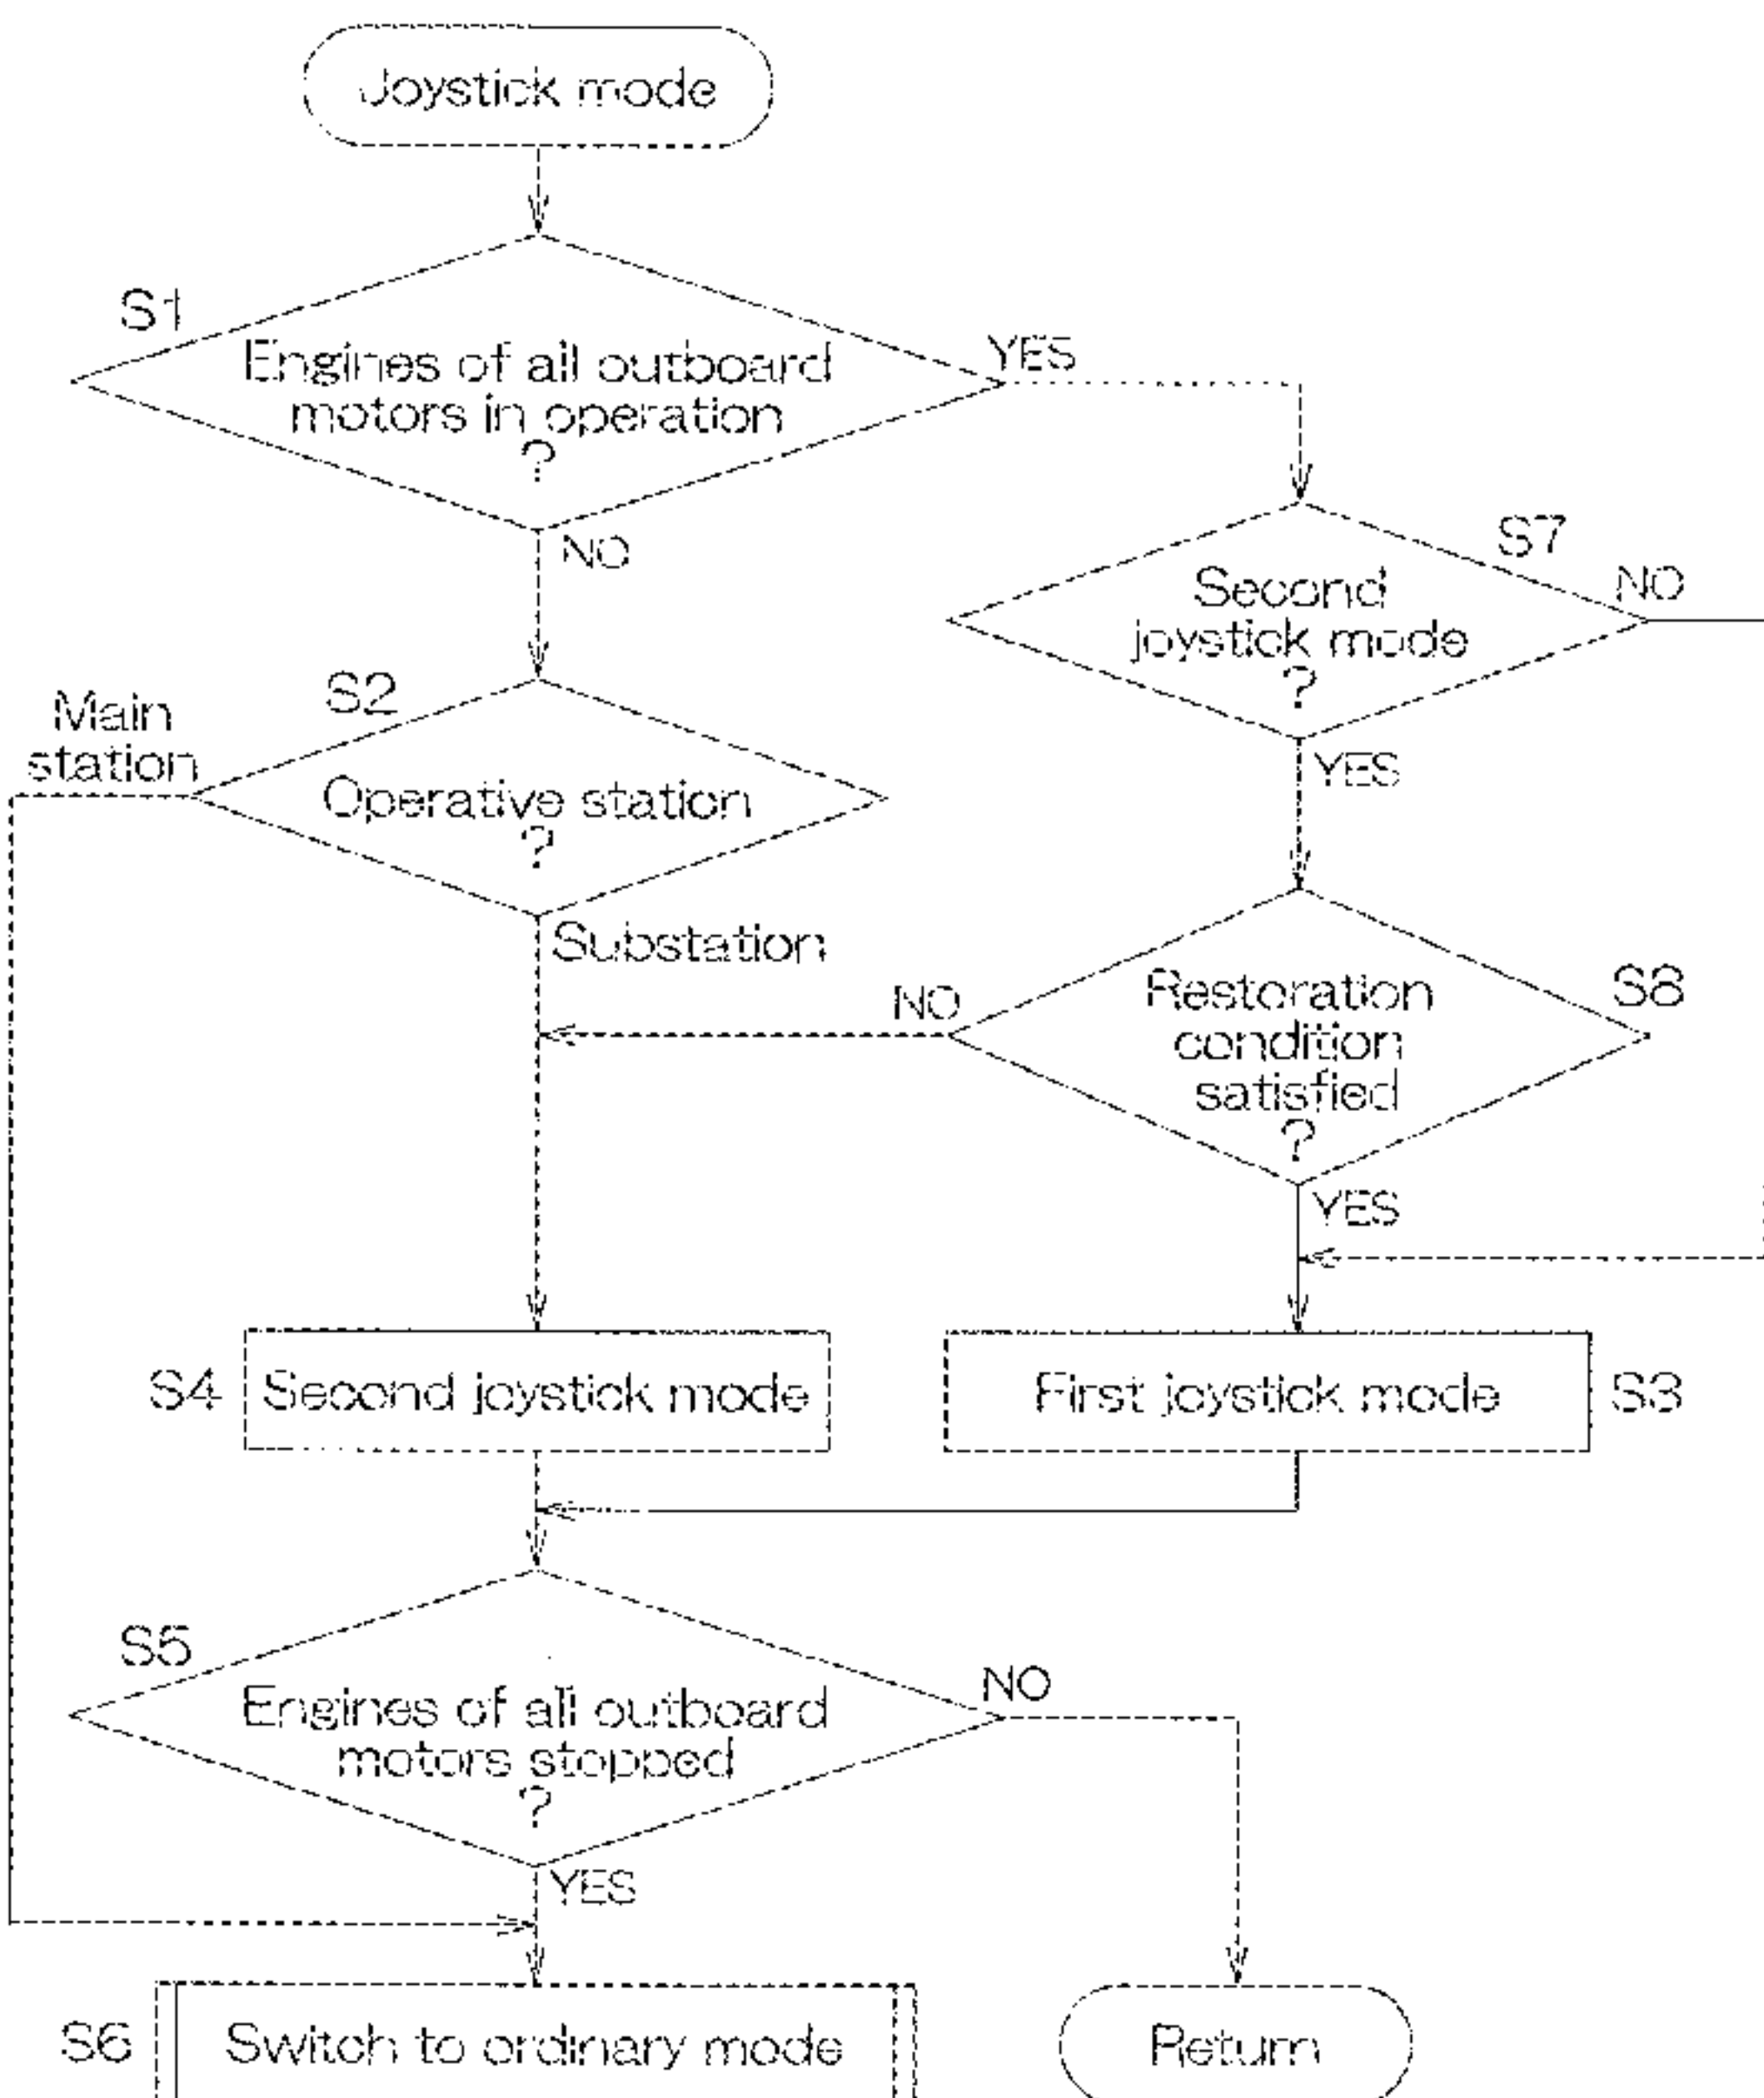 Joystick mode
S1
Engines of all outboard
motors in operation
?
YES
NO
S7
Second
joystick mode
?
NO
YES
S2
Main
station
Operative station
?
Substation
S8
Restoration
condition
satisfied
?
NO
YES
S4
Second joystick mode
First joystick mode
S3
S5
Engines of all outboard
motors stopped
?
NO
YES
S6
Switch to ordinary mode
Return